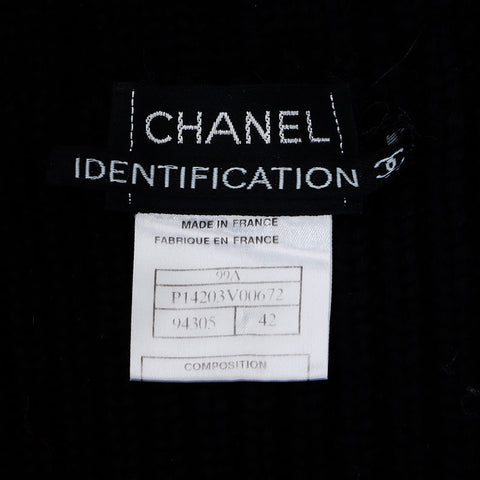 CHANEL
IDENTIFICATION
MADE IN FRANCE
FABRIQUE EN FRANCE
99A
P14203V00672
94305 42
COMPOSITION